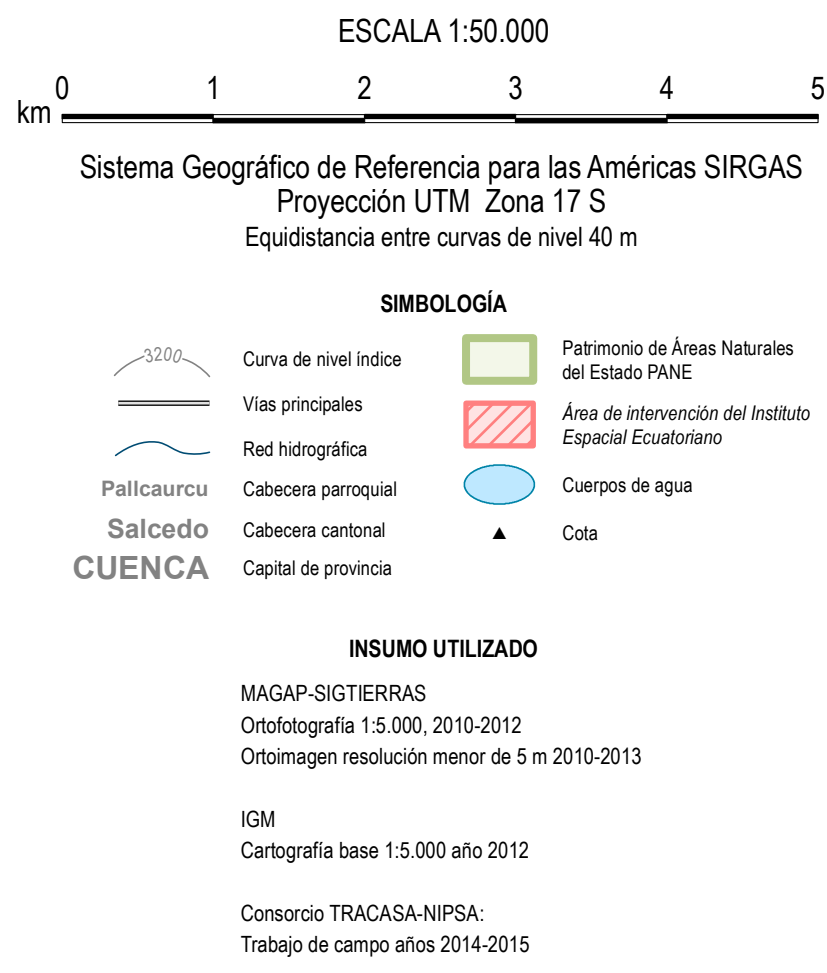 ESCALA 1:50.000
0 1 2 3 4 5
km
Sistema Geográfico de Referencia para las Américas SIRGAS
Proyección UTM Zona 17 S
Equidistancia entre curvas de nivel 40 m
SIMBOLOGÍA
3200
Curva de nivel índice
Vías principales
Red hidrográfica
Pallcaurcu Cabecera parroquial
Salcedo Cabecera cantonal
CUENCA Capital de provincia
Patrimonio de Áreas Naturales
del Estado PANE
Área de intervención del Instituto
Espacial Ecuatoriano
Cuerpos de agua
Cota
INSUMO UTILIZADO
MAGAP-SIGTIERRAS
Ortofotografía 1:5.000, 2010-2012
Ortoimagen resolución menor de 5 m 2010-2013
IGM
Cartografía base 1:5.000 año 2012
Consorcio TRACASA-NIPSA:
Trabajo de campo años 2014-2015